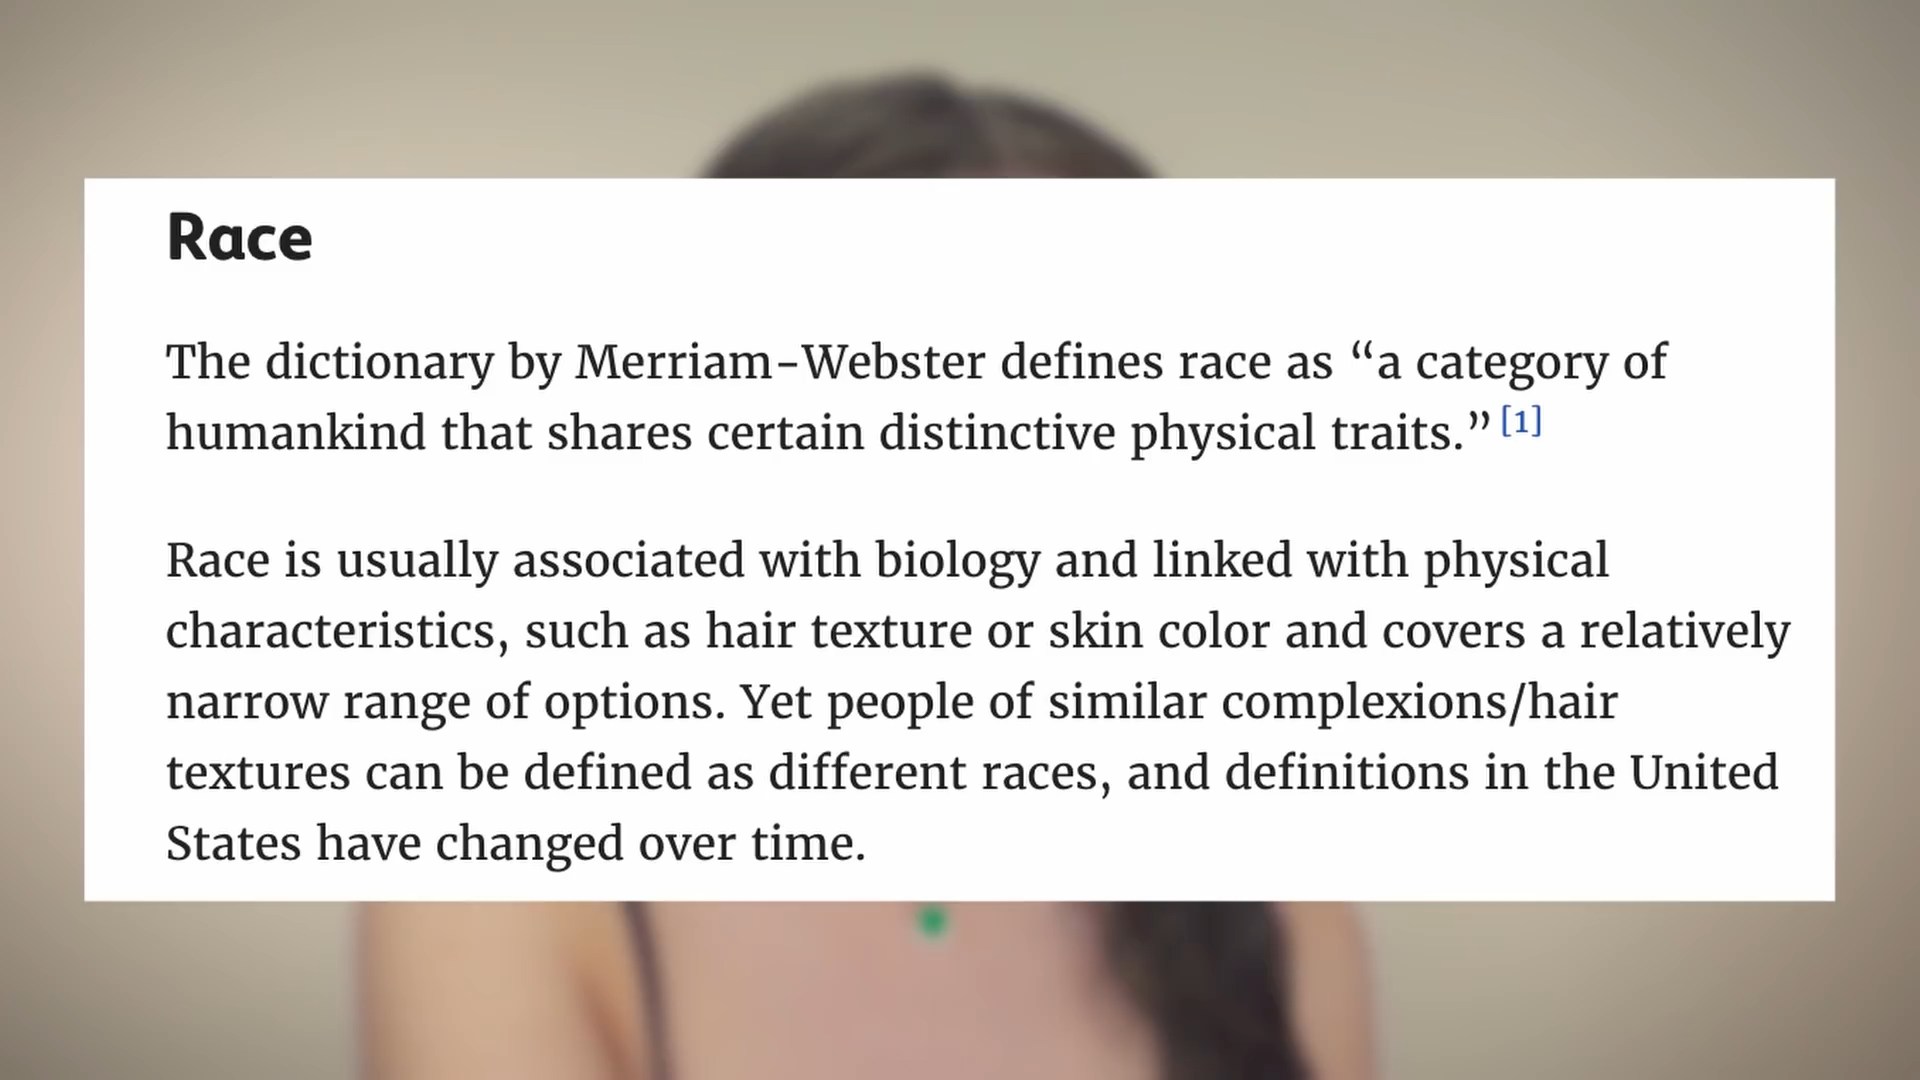 Race
The dictionary by Merriam-Webster defines race as “a category of
humankind that shares certain distinctive physical traits.” [1]
Race is usually associated with biology and linked with physical
characteristics, such as hair texture or skin color and covers a relatively
narrow range of options. Yet people of similar complexions/hair
textures can be defined as different races, and definitions in the United
States have changed over time.